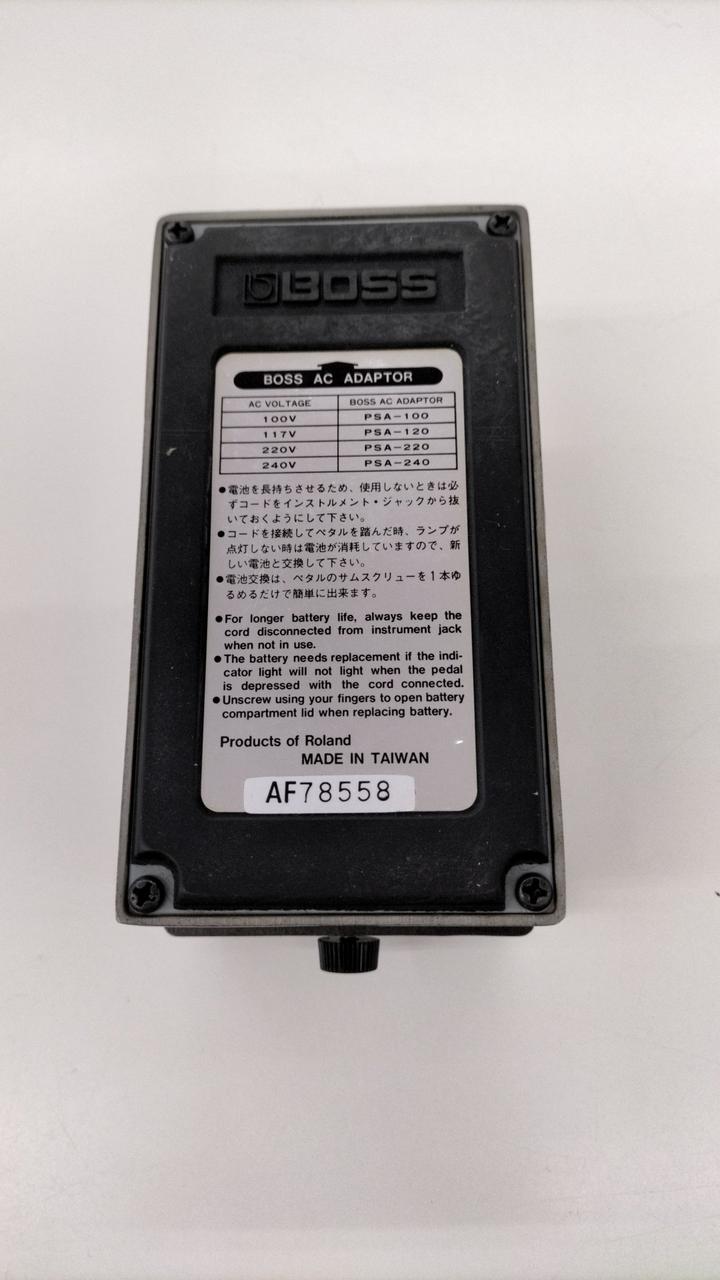 BOSS
BOSS AC ADAPTOR
AC VOLTAGE BOSS AC ADAPTOR
100V PSA-100
117V PSA-120
220V PSA-220
240V PSA-240
●電池を長持ちさせるため、使用しないときは必
ずコードをインストルメント・ジャックから抜
いておくようにして下さい。
●コードを接続してペタルを踏んだ時、ランプが
点灯しない時は電池が消耗していますので、新
しい電池と交換して下さい。
●電池交換は、ペタルのサムスクリューを1本ゆ
るめるだけで簡単に出来ます。
●For longer battery life, always keep the
cord disconnected from instrument jack
when not in use.
●The battery needs replacement if the indi-
cator light will not light when the pedal
is depressed with the cord connected.
●Unscrew using your fingers to open battery
compartment lid when replacing battery.
Products of Roland
MADE IN TAIWAN
AF78558